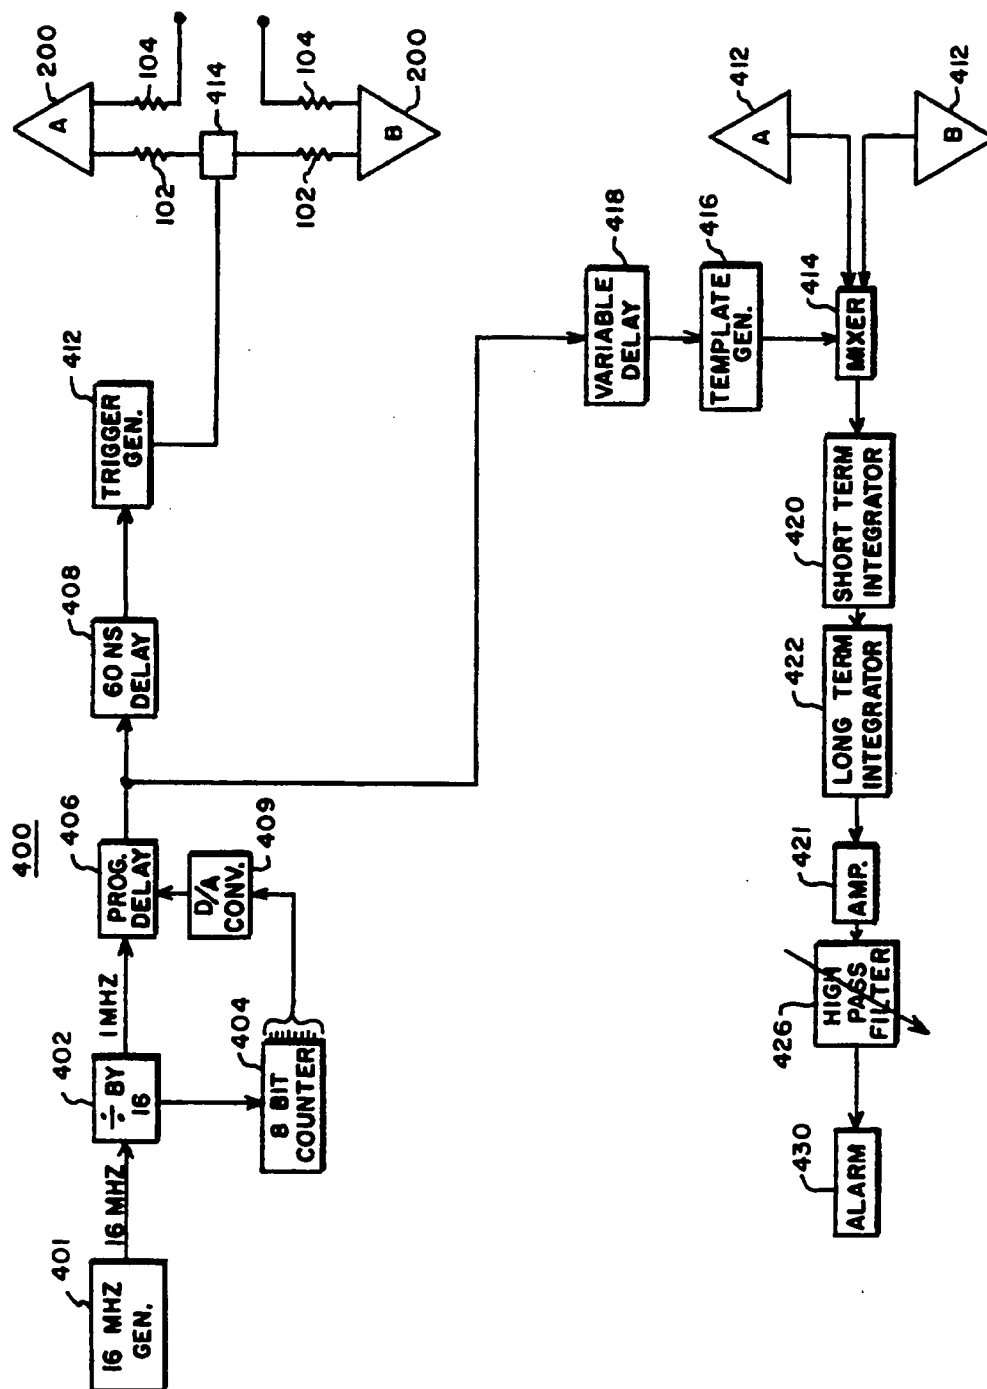 400
401
16 MHZ
GEN.
16 MHZ
402
÷ BY
16
1MHZ
406
PROG.
DELAY
404
8 BIT
COUNTER
409
D/A
CONV.
408
60 NS
DELAY
412
TRIGGER
GEN.
414
102
104
A
200
102
104
B
200
418
VARIABLE
DELAY
416
TEMPLATE
GEN.
414
MIXER
A
412
B
412
420
SHORT TERM
INTEGRATOR
422
LONG TERM
INTEGRATOR
421
AMP.
426
HIGH
PASS
FILTER
430
ALARM